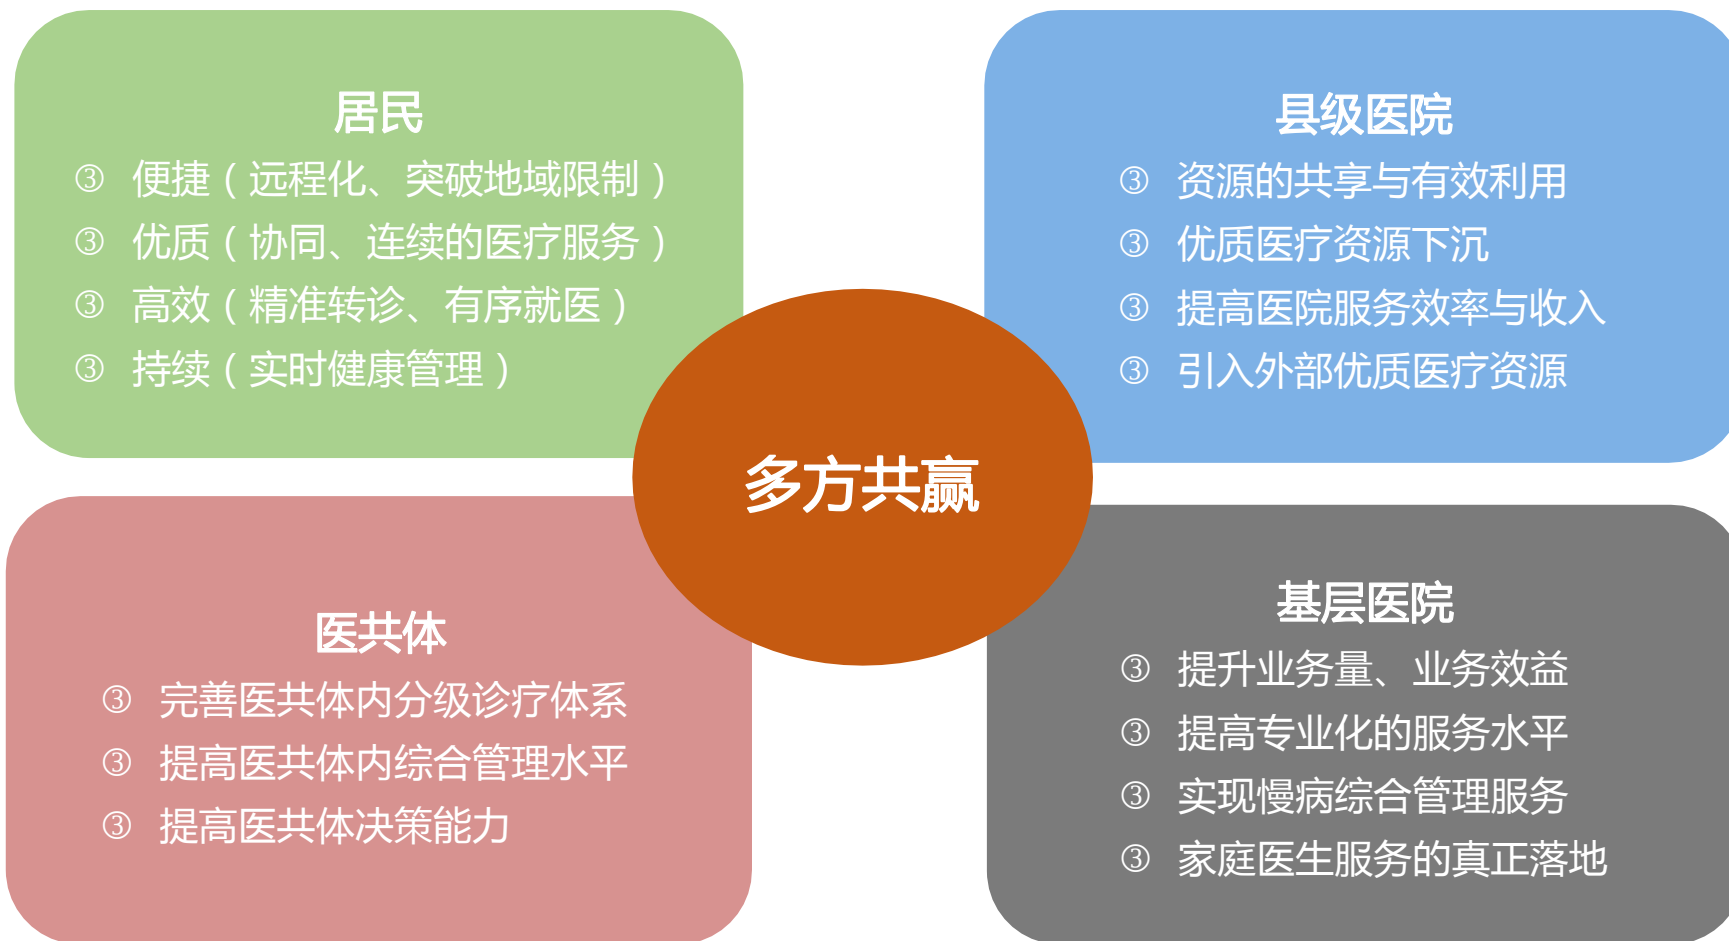 居民
③ 便捷（远程化、突破地域限制）
③ 优质（协同、连续的医疗服务）
③ 高效（精准转诊、有序就医）
③ 持续（实时健康管理）
县级医院
③ 资源的共享与有效利用
③ 优质医疗资源下沉
③ 提高医院服务效率与收入
③ 引入外部优质医疗资源
多方共赢
医共体
③ 完善医共体内分级诊疗体系
③ 提高医共体内综合管理水平
③ 提高医共体决策能力
基层医院
③ 提升业务量、业务效益
③ 提高专业化的服务水平
③ 实现慢病综合管理服务
③ 家庭医生服务的真正落地